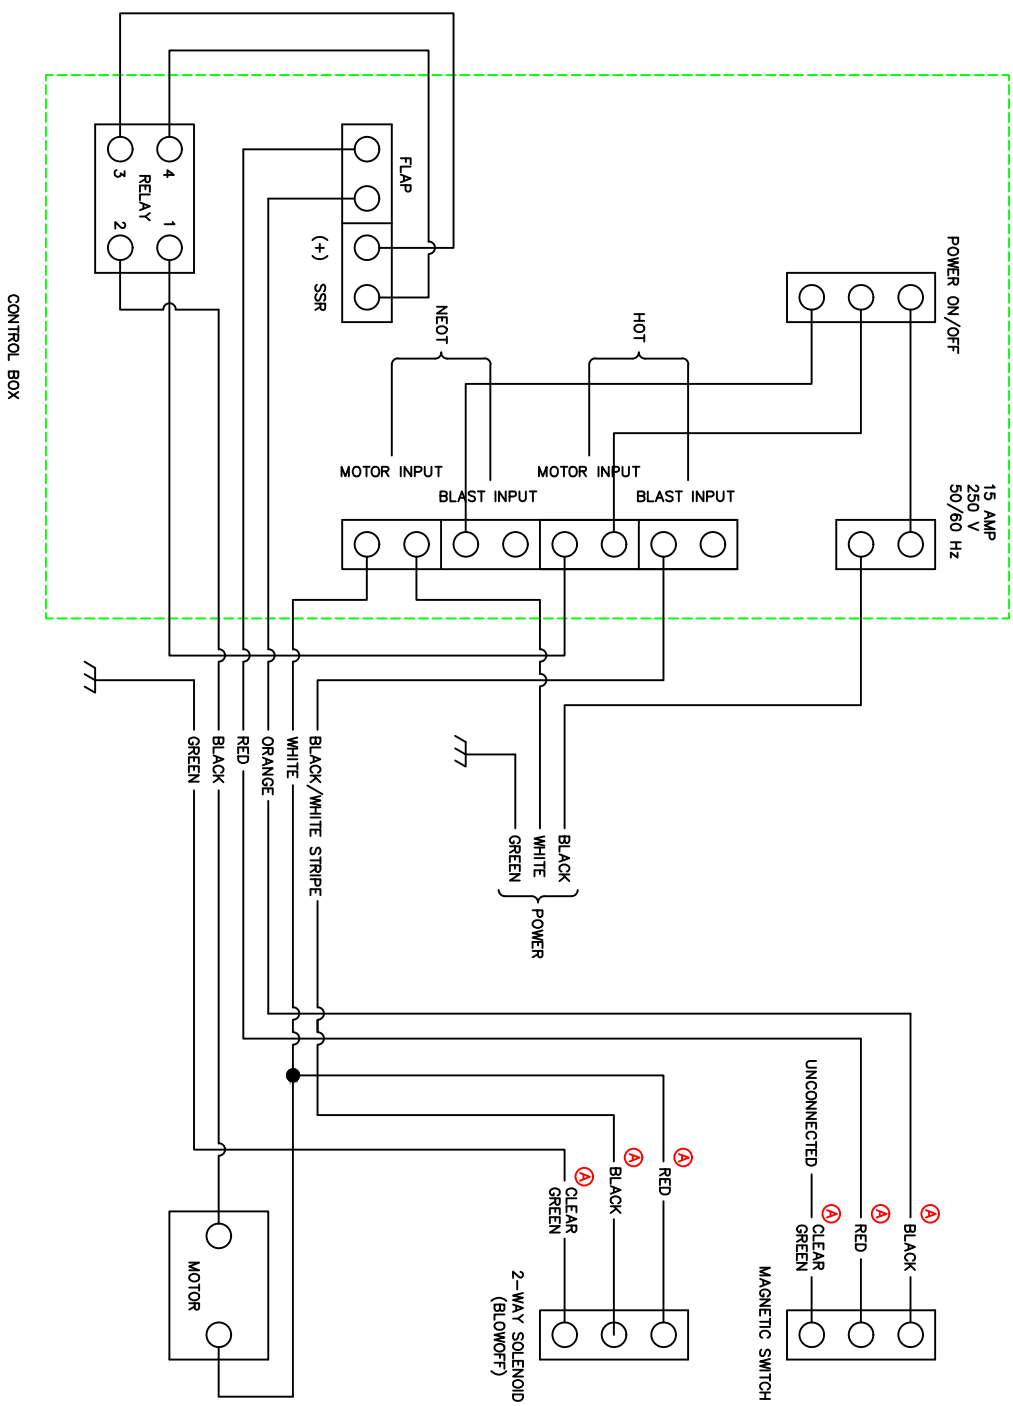 CONTROL BOX
RELAY
3
4
2
1
FLAP
(+) SSR
NEOT
HOT
MOTOR INPUT
BLAST INPUT
MOTOR INPUT
BLAST INPUT
POWER ON/OFF
15 AMP
250 V
50/60 Hz
GREEN
BLACK
RED
ORANGE
WHITE
BLACK/WHITE STRIPE
BLACK
WHITE
GREEN
POWER
UNCONNECTED
A
BLACK
A
RED
A
CLEAR
GREEN
MAGNETIC SWITCH
A
RED
A
BLACK
A
CLEAR
GREEN
2-WAY SOLENOID
(BLOWOFF)
MOTOR